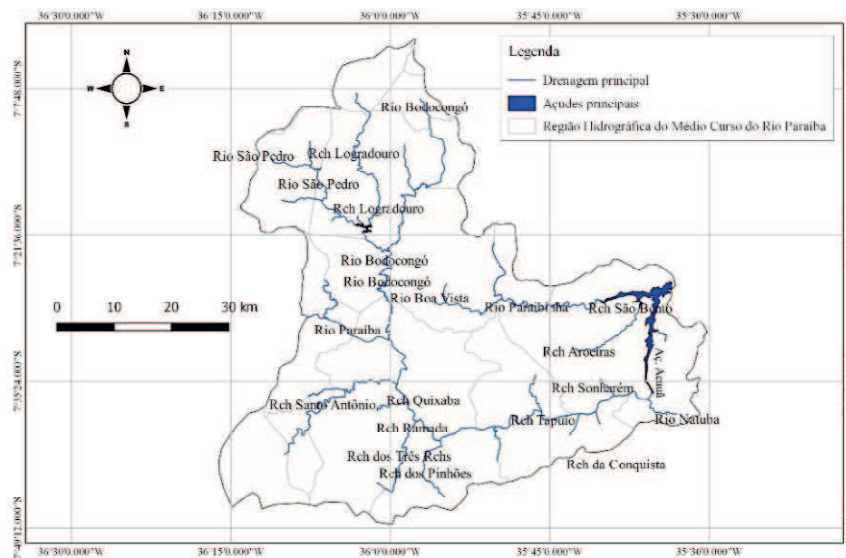 36°30'0.000"W 36°15'0.000"W 36°0'0.000"W 35°45'0.000"W 35°30'0.000"W
N
W E
S
Legenda
Drenagem principal
Açudes principais
Região Hidrográfica do Médio Curso do Rio Paraíba
7°7'48.000"S
Rio Bodocongó
Rio São Pedro
Rch Logradouro
Rio São Pedro
Rch Logradouro
7°21'36.000"S
Rio Bodocongó
Rio Bodocongó
Rio Boa Vista
0 10 20 30 km
Rio Paraibinha
Rch São Bento
Rio Paraíba
Rch Aroeiras
Aç. Acauã
7°35'24.000"S
Rch Sonharém
Rch Santo Antônio
Rch Quixaba
Rch Tapuio
Rio Natuba
Rch Ramada
Rch dos Três Rchs
Rch da Conquista
Rch dos Pinhões
7°49'12.000"S
36°30'0.000"W 36°15'0.000"W 36°0'0.000"W 35°45'0.000"W 35°30'0.000"W